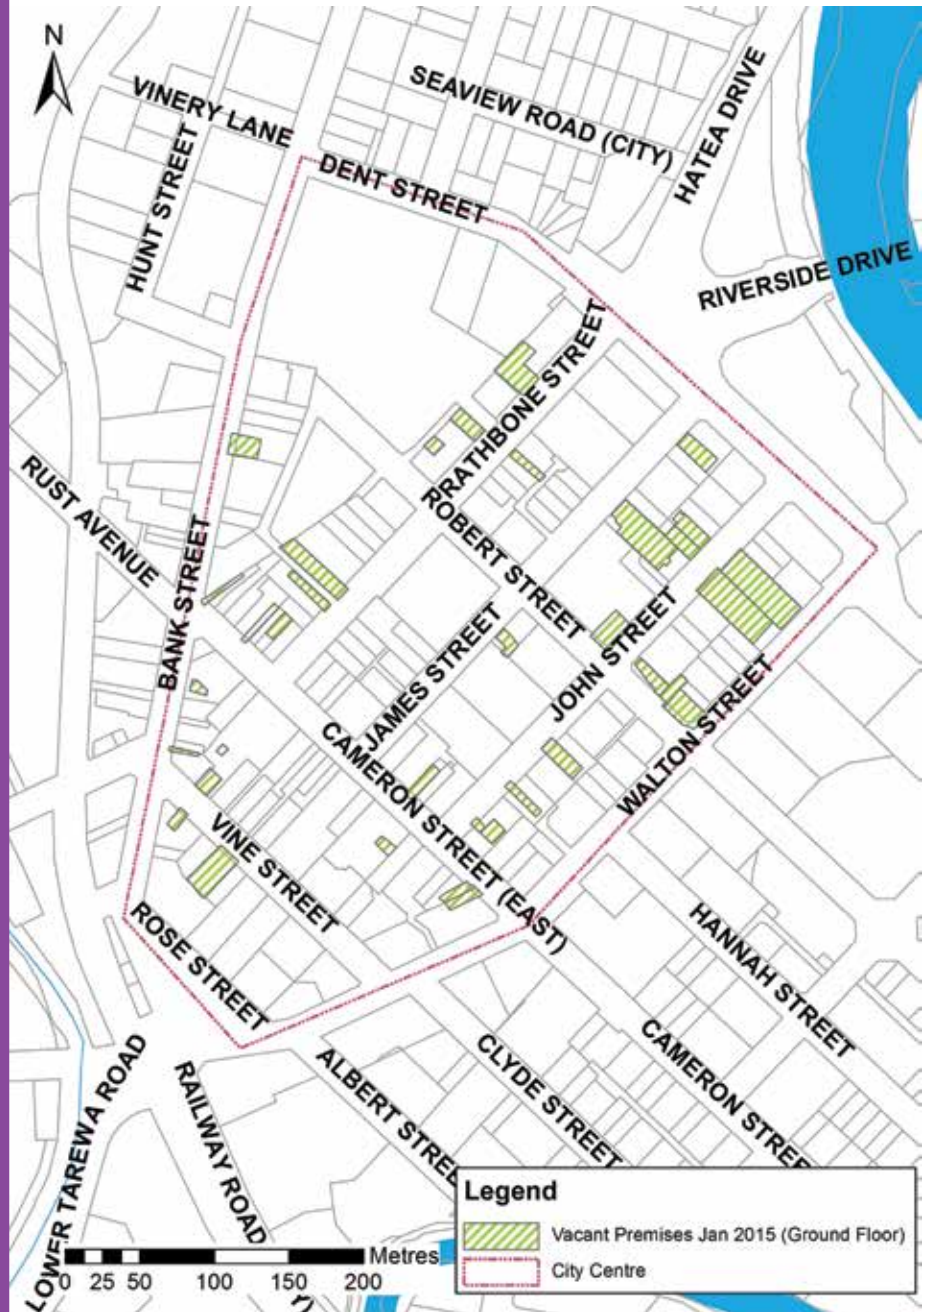 N
VINERY LANE
SEAVIEW ROAD (CITY)
HATEA DRIVE
HUNT STREET
DENT STREET
RIVERSIDE DRIVE
RATHBONE STREET
RUST AVENUE
BANK STREET
ROBERT STREET
JAMES STREET
JOHN STREET
CAMERON STREET (EAST)
WALTON STREET
VINE STREET
ROSE STREET
HANNAH STREET
CAMERON STREE
CLYDE STREET
ALBERT STREE
RAILWAY ROAD
LOWER TAREWA ROAD
Y)
Metres
0 25 50 100 150 200
Legend
Vacant Premises Jan 2015 (Ground Floor)
City Centre